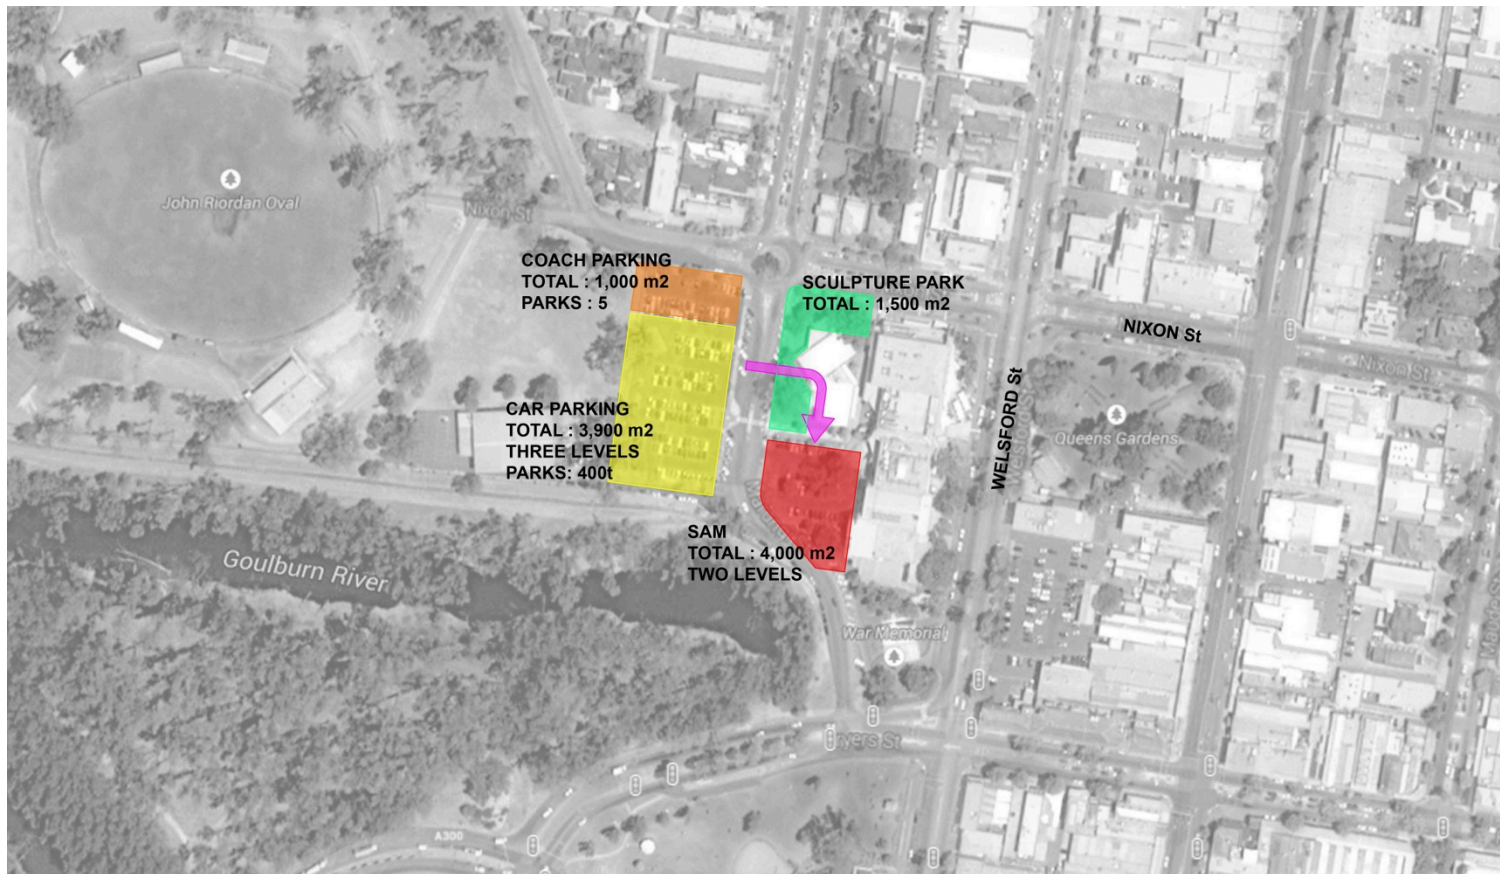 John Riordan Oval
Nixon St
COACH PARKING
TOTAL : 1,000 m2
PARKS : 5
SCULPTURE PARK
TOTAL : 1,500 m2
NIXON St
Nixon St
WELSFORD St
CAR PARKING
TOTAL : 3,900 m2
THREE LEVELS
PARKS: 400t
Queens Gardens
SAM
TOTAL : 4,000 m2
TWO LEVELS
Goulburn River
War Memorial
A300